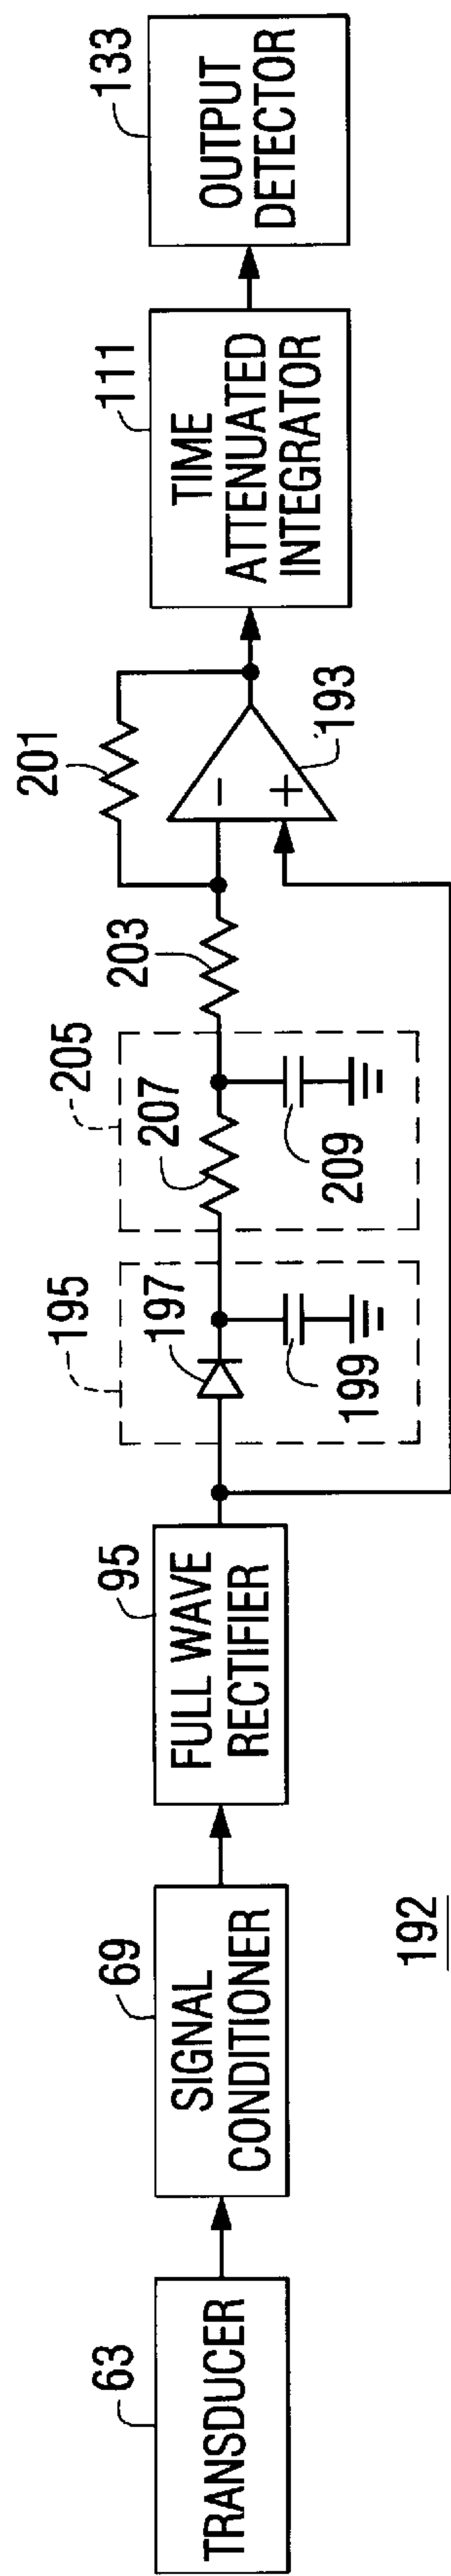 63
TRANSDUCER
69
SIGNAL
CONDITIONER
95
FULL WAVE
RECTIFIER
195
197
199
205
207
209
203
201
−
+
193
111
TIME
ATTENUATED
INTEGRATOR
133
OUTPUT
DETECTOR
192